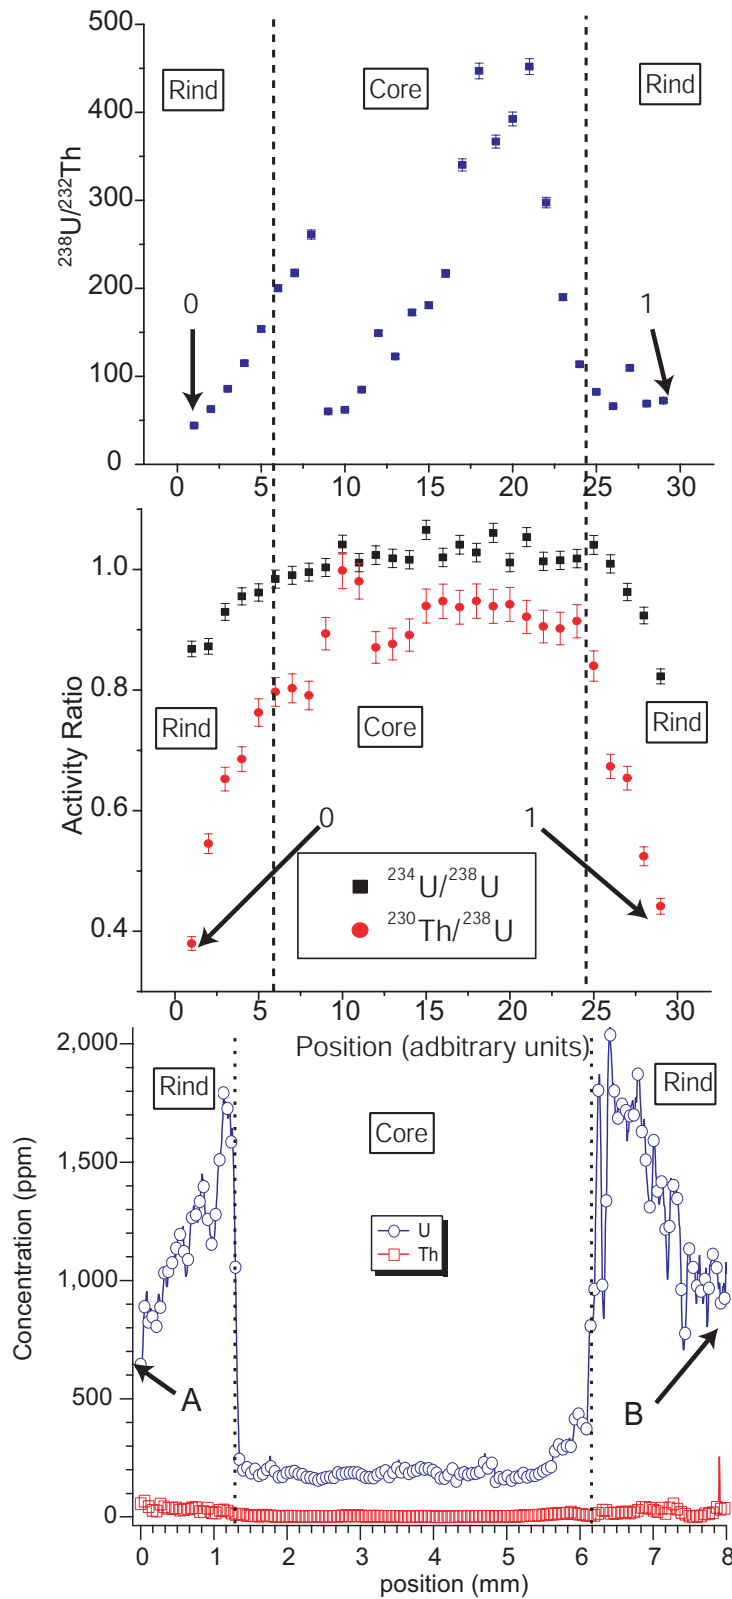 500
400
300
200
100
0
238U/232Th
Rind
Core
Rind
0
1
0 5 10 15 20 25 30
1.0
0.8
0.6
0.4
Activity Ratio
Rind
Core
Rind
0
1
234U/238U
230Th/238U
0 5 10 15 20 25 30
Position (adbitrary units)
2,000
1,500
1,000
500
0
Concentration (ppm)
Rind
Core
Rind
U
Th
A
B
0 1 2 3 4 5 6 7 8
position (mm)